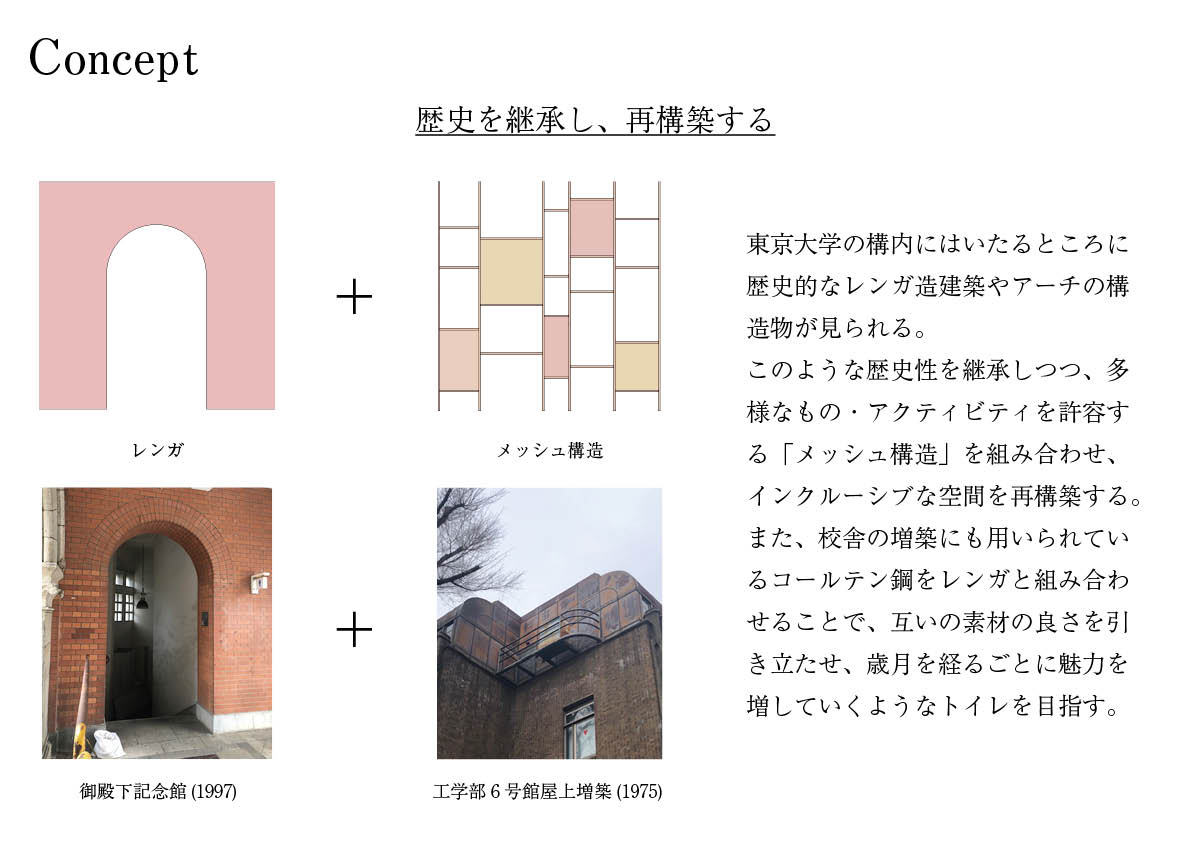 Concept
歴史を継承し、再構築する
レンガ
メッシュ構造
御殿下記念館 (1997)
工学部 6 号館屋上増築 (1975)
東京大学の構内にはいたるところに
歴史的なレンガ造建築やアーチの構
造物が見られる。
このような歴史性を継承しつつ、多
様なもの・アクティビティを許容す
る「メッシュ構造」を組み合わせ、
インクルーシブな空間を再構築する。
また、校舎の増築にも用いられてい
るコールテン鋼をレンガと組み合わ
せることで、互いの素材の良さを引
き立たせ、歳月を経るごとに魅力を
増していくようなトイレを目指す。